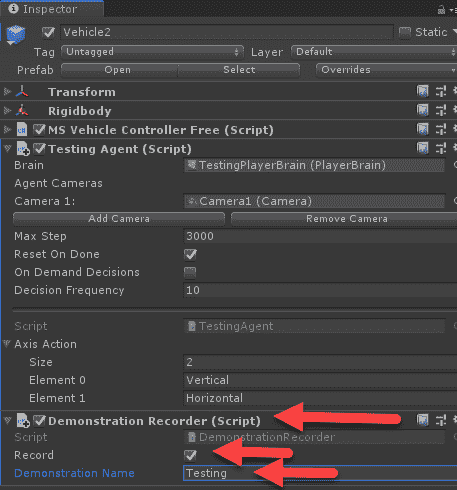 Inspector
Vehicle2 Static
Tag Untagged Layer Default
Prefab Open Select Overrides
Transform
Rigidbody
MS Vehicle Controller Free (Script)
Testing Agent (Script)
Brain TestingPlayerBrain (PlayerBrain)
Agent Cameras
Camera 1: Camera1 (Camera)
Add Camera Remove Camera
Max Step 3000
Reset On Done
On Demand Decisions
Decision Frequency 10
Script TestingAgent
Axis Action
Size 2
Element 0 Vertical
Element 1 Horizontal
Demonstration Recorder (Script)
Script DemonstrationRecorder
Record
Demonstration Name Testing